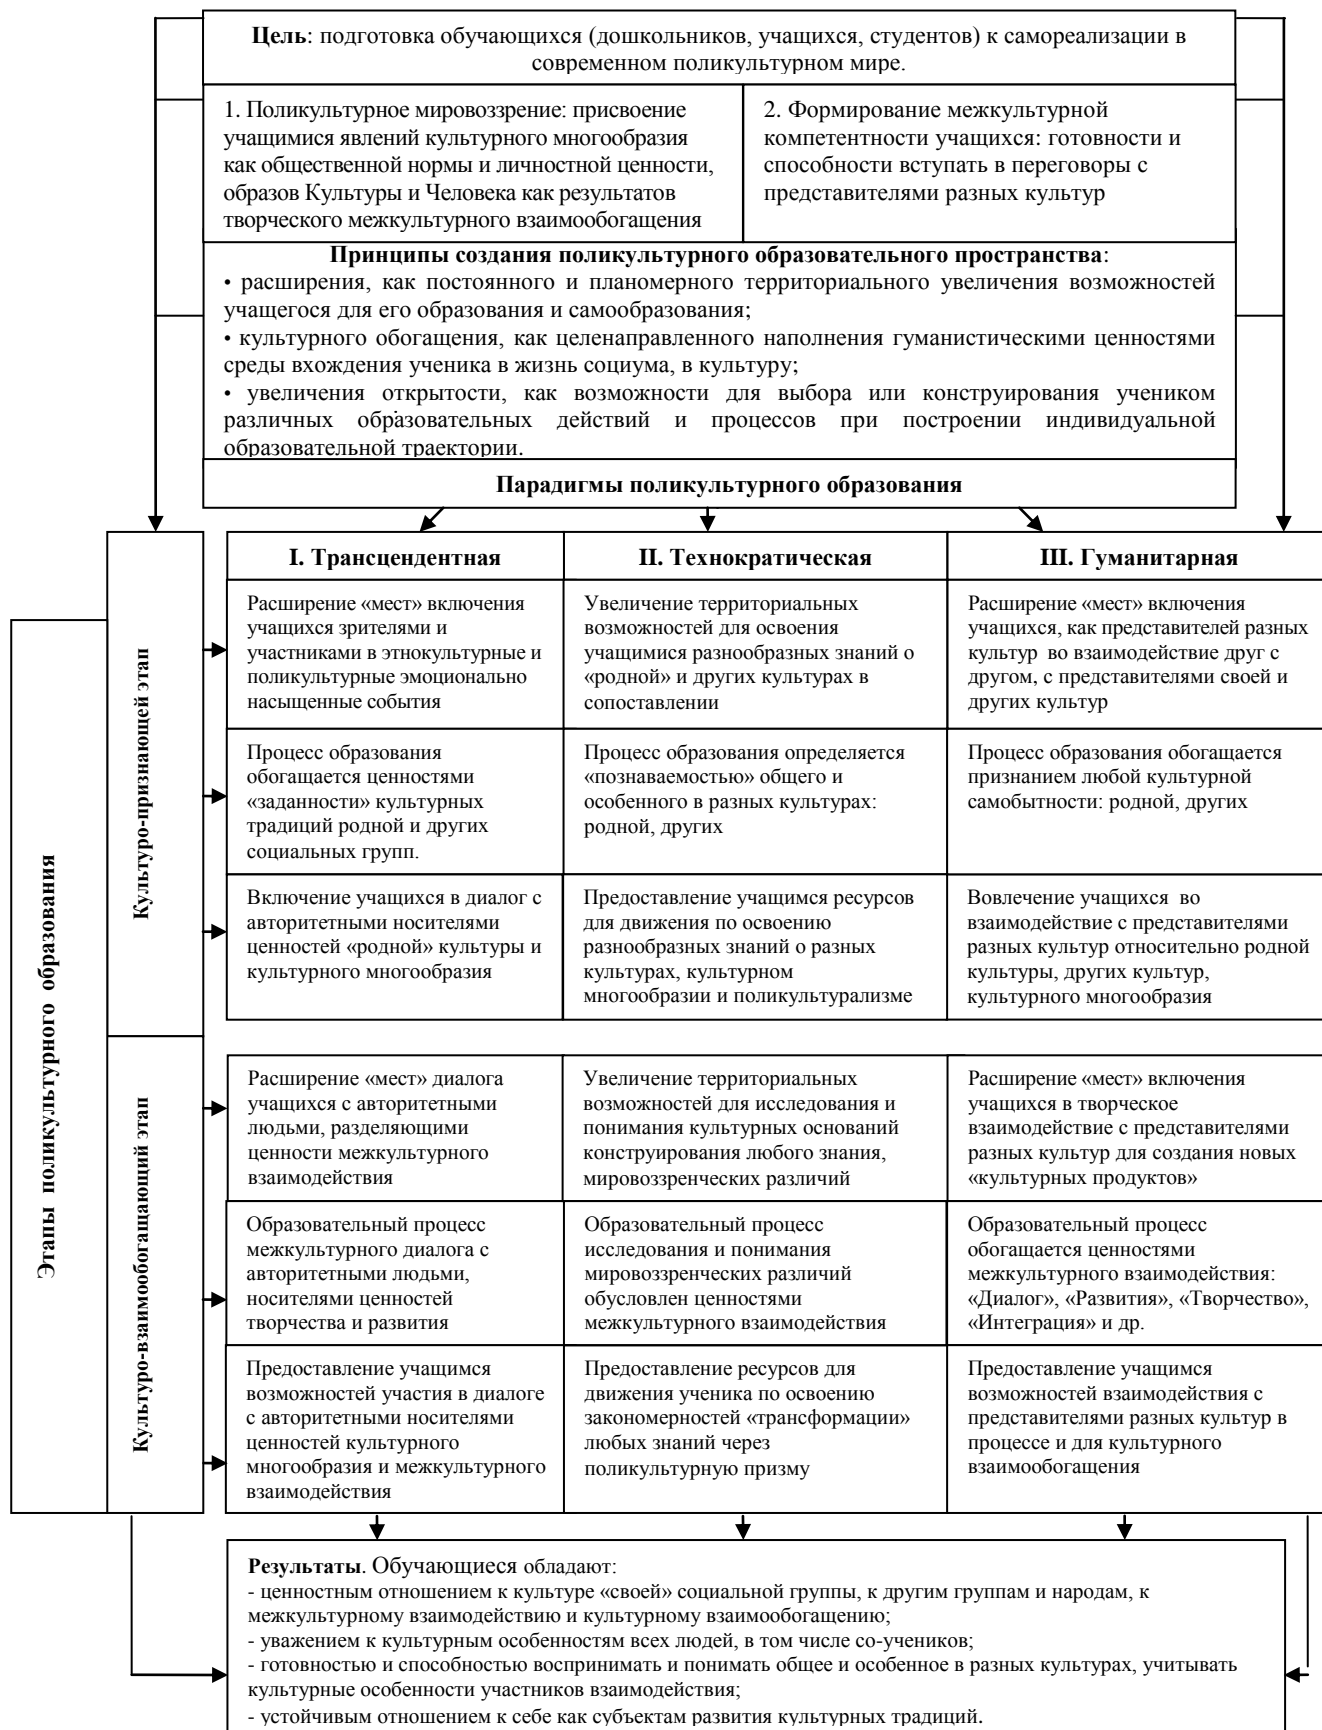 Цель: подготовка обучающихся (дошкольников, учащихся, студентов) к самореализации в
современном поликультурном мире.
1. Поликультурное мировоззрение: присвоение
учащимися явлений культурного многообразия
как общественной нормы и личностной ценности,
образов Культуры и Человека как результатов
творческого межкультурного взаимообогащения
2. Формирование межкультурной
компетентности учащихся: готовности и
способности вступать в переговоры с
представителями разных культур
Принципы создания поликультурного образовательного пространства:
• расширения, как постоянного и планомерного территориального увеличения возможностей
учащегося для его образования и самообразования;
• культурного обогащения, как целенаправленного наполнения гуманистическими ценностями
среды вхождения ученика в жизнь социума, в культуру;
• увеличения открытости, как возможности для выбора или конструирования учеником
различных образовательных действий и процессов при построении индивидуальной
образовательной траектории.
Парадигмы поликультурного образования
I. Трансцендентная
II. Технократическая
III. Гуманитарная
Этапы поликультурного образования
Культуро-признающей этап
Расширение «мест» включения
учащихся зрителями и
участниками в этнокультурные и
поликультурные эмоционально
насыщенные события
Увеличение территориальных
возможностей для освоения
учащимися разнообразных знаний о
«родной» и других культурах в
сопоставлении
Расширение «мест» включения
учащихся, как представителей разных
культур во взаимодействие друг с
другом, с представителями своей и
других культур
Процесс образования
обогащается ценностями
«заданности» культурных
традиций родной и других
социальных групп.
Процесс образования определяется
«познаваемостью» общего и
особенного в разных культурах:
родной, других
Процесс образования обогащается
признанием любой культурной
самобытности: родной, других
Включение учащихся в диалог с
авторитетными носителями
ценностей «родной» культуры и
культурного многообразия
Предоставление учащимся ресурсов
для движения по освоению
разнообразных знаний о разных
культурах, культурном
многообразии и поликультурализме
Вовлечение учащихся во
взаимодействие с представителями
разных культур относительно родной
культуры, других культур,
культурного многообразия
Культуро-взаимообогащающий этап
Расширение «мест» диалога
учащихся с авторитетными
людьми, разделяющими
ценности межкультурного
взаимодействия
Увеличение территориальных
возможностей для исследования и
понимания культурных оснований
конструирования любого знания,
мировоззренческих различий
Расширение «мест» включения
учащихся в творческое
взаимодействие с представителями
разных культур для создания новых
«культурных продуктов»
Образовательный процесс
межкультурного диалога с
авторитетными людьми,
носителями ценностей
творчества и развития
Образовательный процесс
исследования и понимания
мировоззренческих различий
обусловлен ценностями
межкультурного взаимодействия
Образовательный процесс
обогащается ценностями
межкультурного взаимодействия:
«Диалог», «Развития», «Творчество»,
«Интеграция» и др.
Предоставление учащимся
возможностей участия в диалоге
с авторитетными носителями
ценностей культурного
многообразия и межкультурного
взаимодействия
Предоставление ресурсов для
движения ученика по освоению
закономерностей «трансформации»
любых знаний через
поликультурную призму
Предоставление учащимся
возможностей взаимодействия с
представителями разных культур в
процессе и для культурного
взаимообогащения
Результаты. Обучающиеся обладают:
- ценностным отношением к культуре «своей» социальной группы, к другим группам и народам, к
межкультурному взаимодействию и культурному взаимообогащению;
- уважением к культурным особенностям всех людей, в том числе со-учеников;
- готовностью и способностью воспринимать и понимать общее и особенное в разных культурах, учитывать
культурные особенности участников взаимодействия;
- устойчивым отношением к себе как субъектам развития культурных традиций.